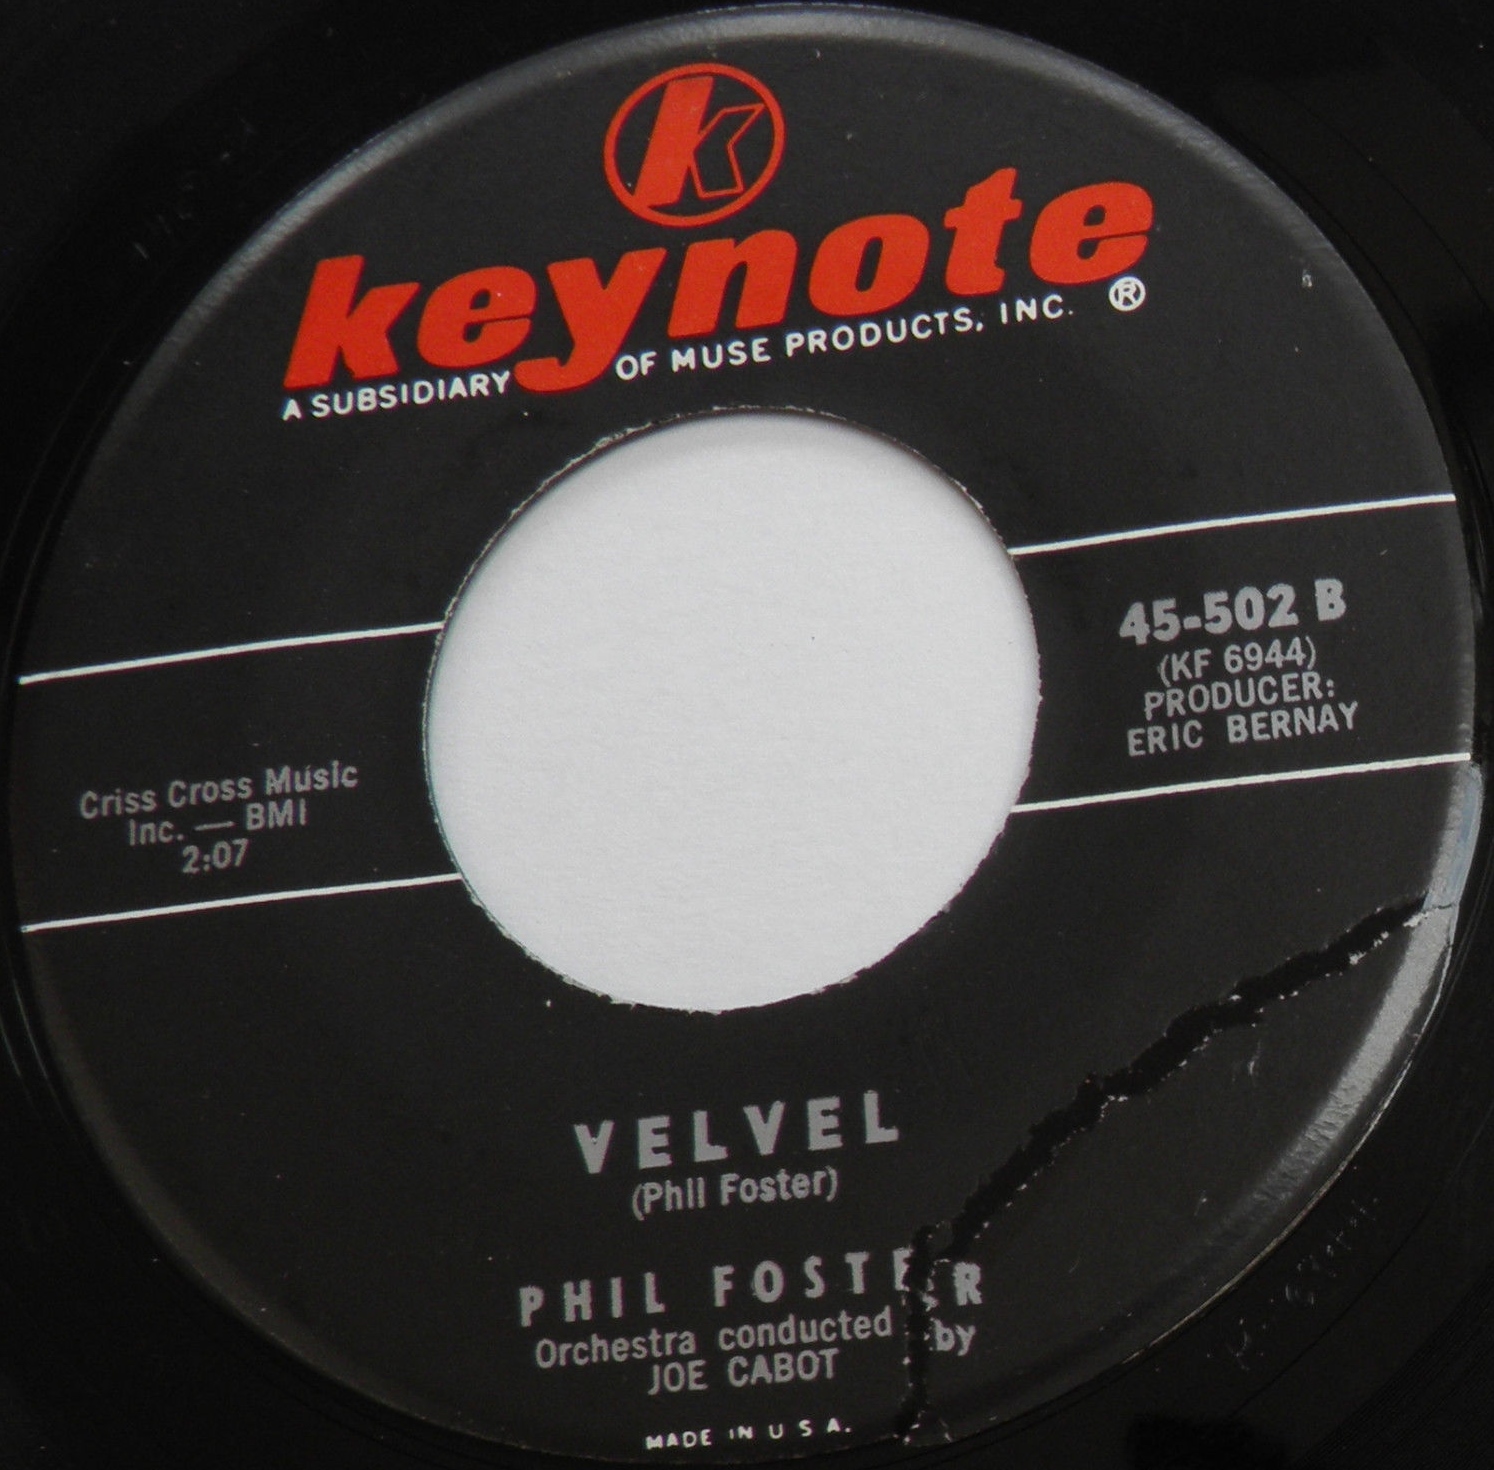 k
keynote
A SUBSIDIARY OF MUSE PRODUCTS, INC. ®
45-502 B
(KF 6944)
PRODUCER:
ERIC BERNAY
Criss Cross Music
Inc. — BMI
2:07
VELVEL
(Phil Foster)
PHIL FOSTER
Orchestra conducted by
JOE CABOT
MADE IN U S A.